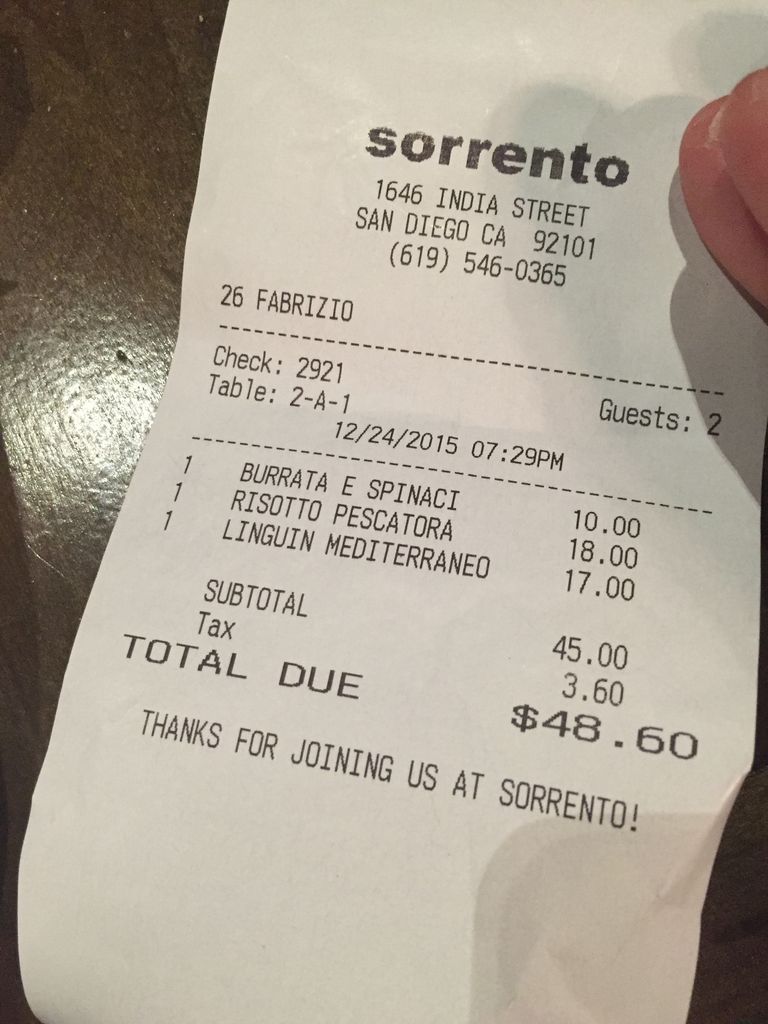 sorrento
1646 INDIA STREET
SAN DIEGO CA 92101
(619) 546-0365
26 FABRIZIO
Check: 2921 Guests: 2
Table: 2-A-1
12/24/2015 07:29PM
1 BURRATA E SPINACI 10.00
1 RISOTTO PESCATORA 18.00
1 LINGUIN MEDITERRANEO 17.00
SUBTOTAL 45.00
Tax 3.60
TOTAL DUE $48.60
THANKS FOR JOINING US AT SORRENTO!